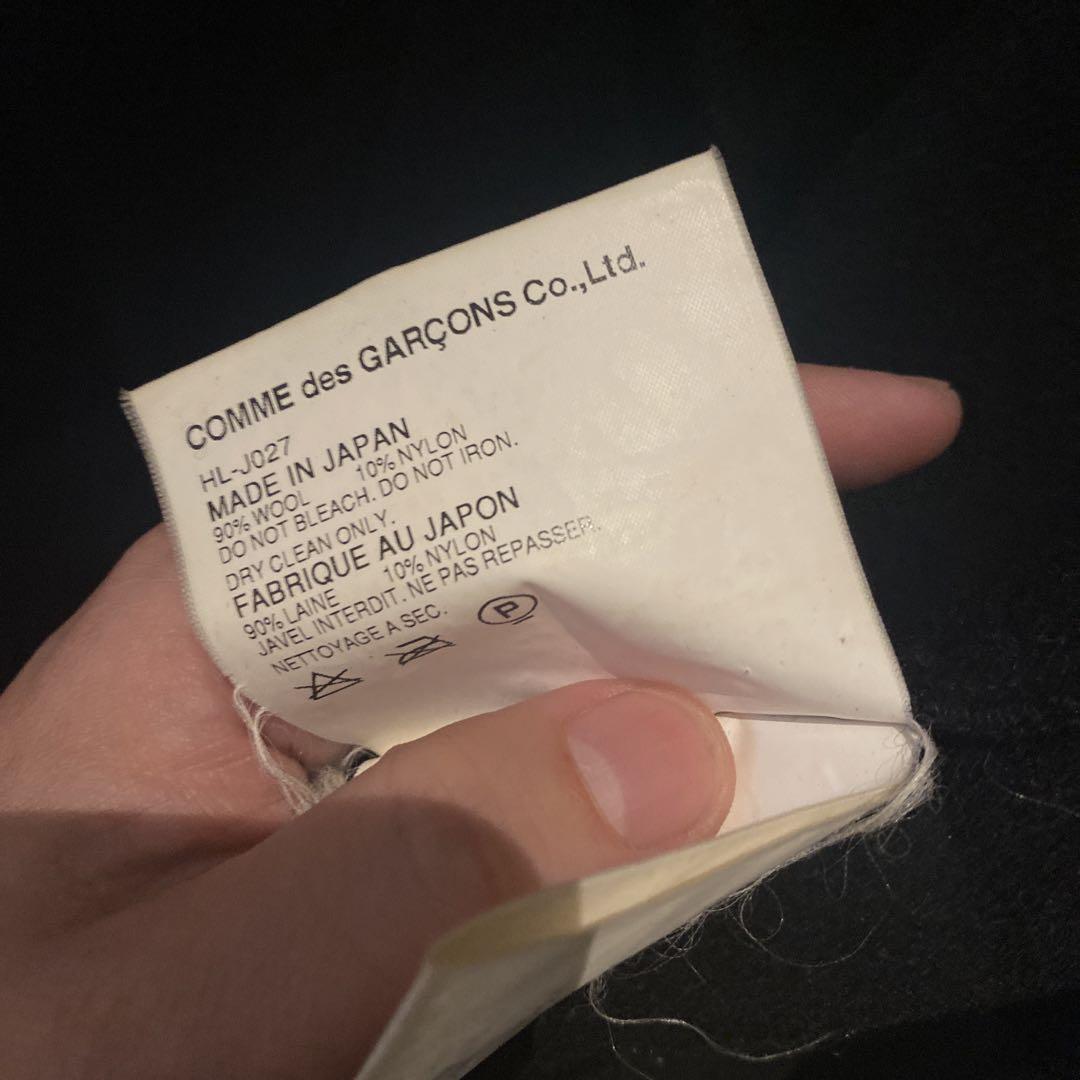 COMME des GARÇONS Co.,Ltd.
HL-J027
MADE IN JAPAN
90% WOOL 10% NYLON
DO NOT BLEACH. DO NOT IRON.
DRY CLEAN ONLY.
FABRIQUE AU JAPON
90% LAINE 10% NYLON
JAVEL INTERDIT. NE PAS REPASSER.
NETTOYAGE A SEC.
P